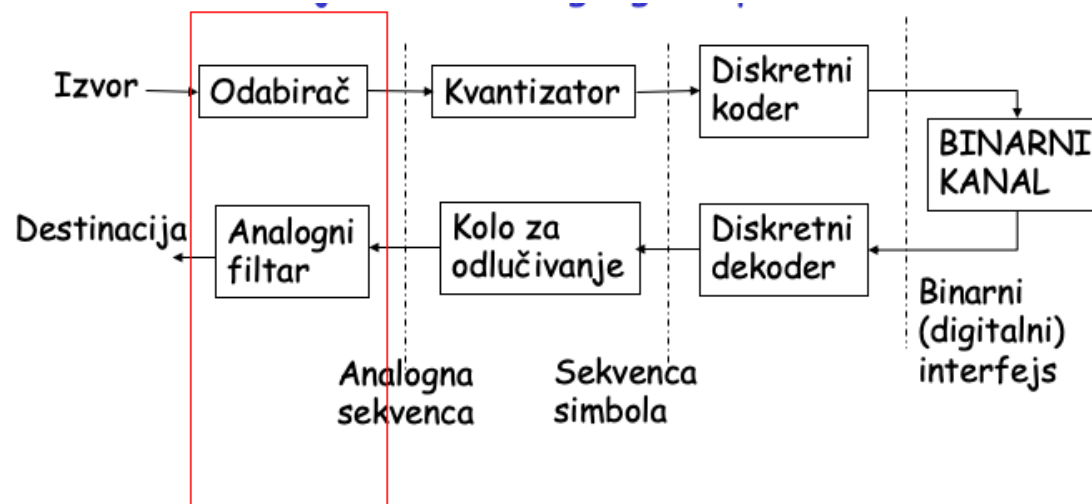 Izvor
Odabirač
Kvantizator
Diskretni
koder
BINARNI
KANAL
Destinacija
Analogni
filtar
Kolo za
odlučivanje
Diskretni
dekoder
Binarni
(digitalni)
interfejs
Analogna
sekvenca
Sekvenca
simbola